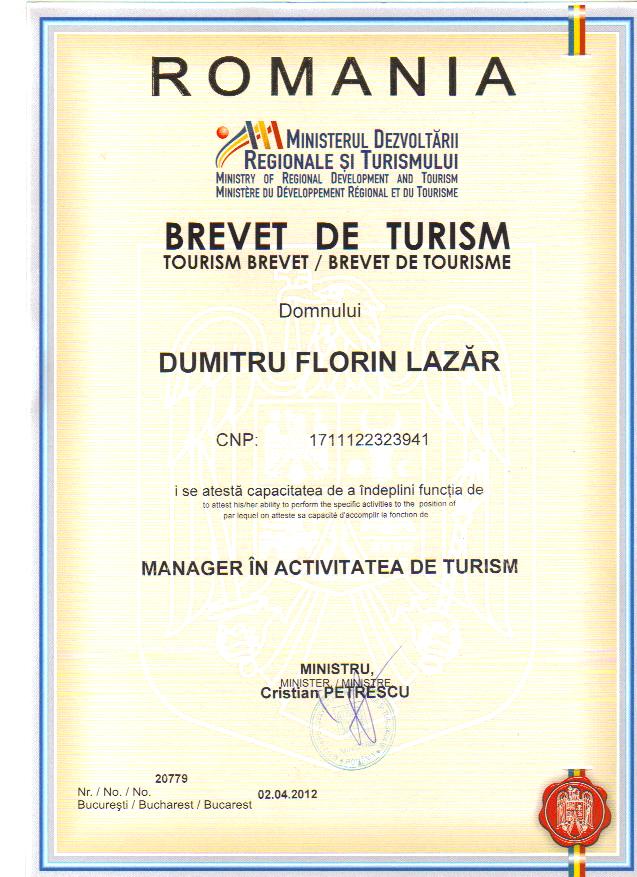 ROMANIA
MINISTERUL DEZVOLTĂRII
REGIONALE ȘI TURISMULUI
MINISTRY OF REGIONAL DEVELOPMENT AND TOURISM
MINISTÈRE DU DÉVELOPPEMENT RÉGIONAL ET DU TOURISME
BREVET DE TURISM
TOURISM BREVET / BREVET DE TOURISME
Domnului
DUMITRU FLORIN LAZĂR
CNP: 1711122323941
i se atestă capacitatea de a îndeplini funcția de
to attest his/her ability to perform the specific activities to the position of
par lequel on atteste sa capacité d'accomplir la fonction de
MANAGER ÎN ACTIVITATEA DE TURISM
MINISTRU,
MINISTER, / MINISTRE,
Cristian PETRESCU
20779
Nr. / No. / No.
02.04.2012
București / Bucharest / Bucarest